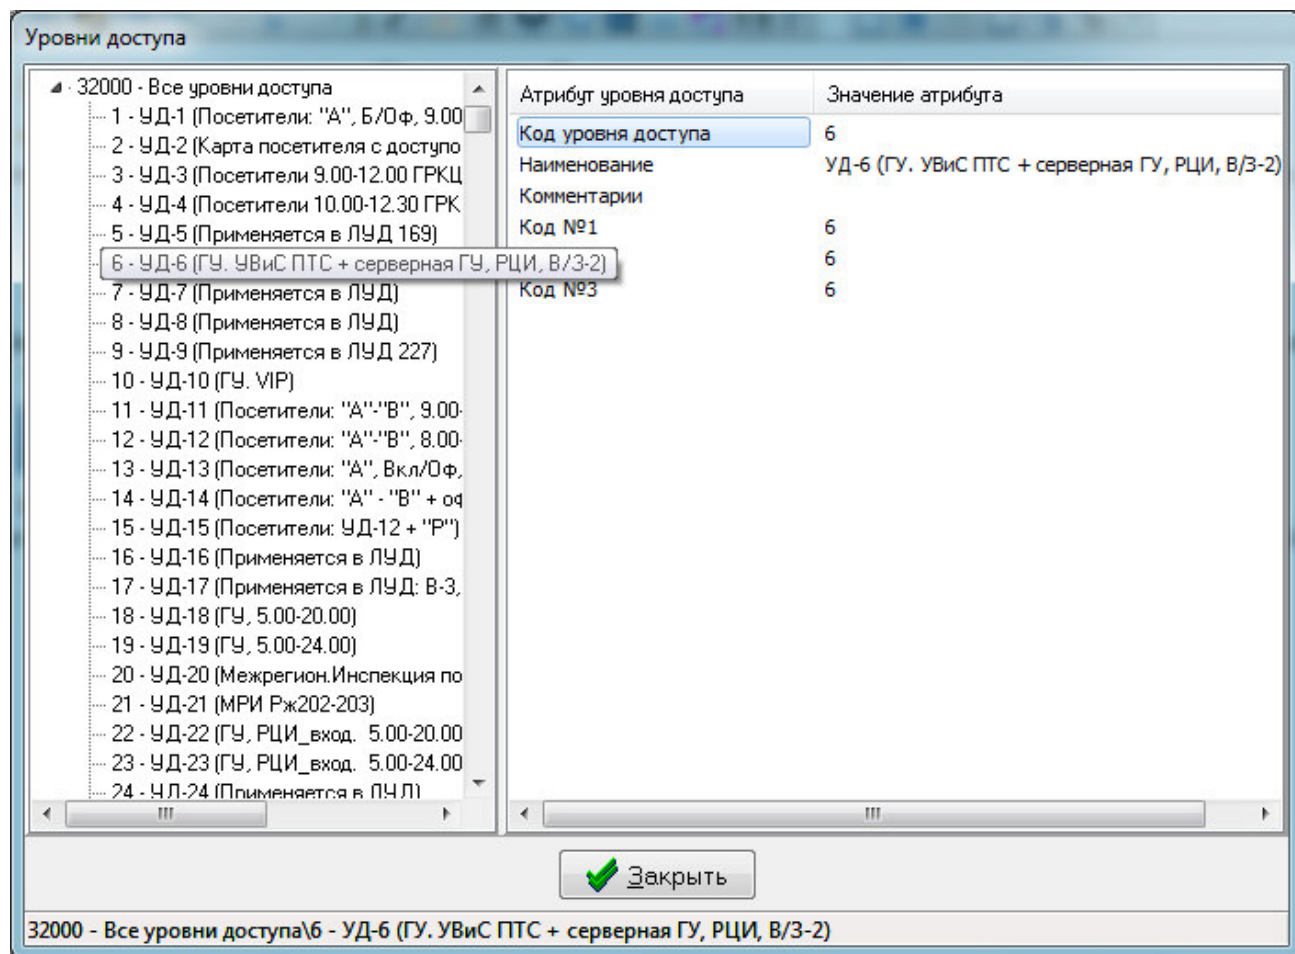 Уровни доступа
32000 - Все уровни доступа
1 - УД-1 (Посетители: "А", Б/Оф, 9.00
2 - УД-2 (Карта посетителя с доступо
3 - УД-3 (Посетители 9.00-12.00 ГРКЦ
4 - УД-4 (Посетители 10.00-12.30 ГРК
5 - УД-5 (Применяется в ЛУД 169)
6 - УД-6 (ГУ. УВиС ПТС + серверная ГУ, РЦИ, В/З-2)
7 - УД-7 (Применяется в ЛУД)
8 - УД-8 (Применяется в ЛУД)
9 - УД-9 (Применяется в ЛУД 227)
10 - УД-10 (ГУ. VIP)
11 - УД-11 (Посетители: "А"-"В", 9.00-
12 - УД-12 (Посетители: "А"-"В", 8.00-
13 - УД-13 (Посетители: "А", Вкл/Оф,
14 - УД-14 (Посетители: "А" - "В" + оф
15 - УД-15 (Посетители: УД-12 + "Р")
16 - УД-16 (Применяется в ЛУД)
17 - УД-17 (Применяется в ЛУД: В-3,
18 - УД-18 (ГУ, 5.00-20.00)
19 - УД-19 (ГУ, 5.00-24.00)
20 - УД-20 (Межрегион.Инспекция по
21 - УД-21 (МРИ Рж202-203)
22 - УД-22 (ГУ, РЦИ_вход. 5.00-20.00
23 - УД-23 (ГУ, РЦИ_вход. 5.00-24.00
24 - УД-24 (Применяется в ЛУД)
Атрибут уровня доступа Значение атрибута
Код уровня доступа 6
Наименование УД-6 (ГУ. УВиС ПТС + серверная ГУ, РЦИ, В/З-2)
Комментарии
Код №1 6
6
Код №3 6
Закрыть
32000 - Все уровни доступа\6 - УД-6 (ГУ. УВиС ПТС + серверная ГУ, РЦИ, В/З-2)